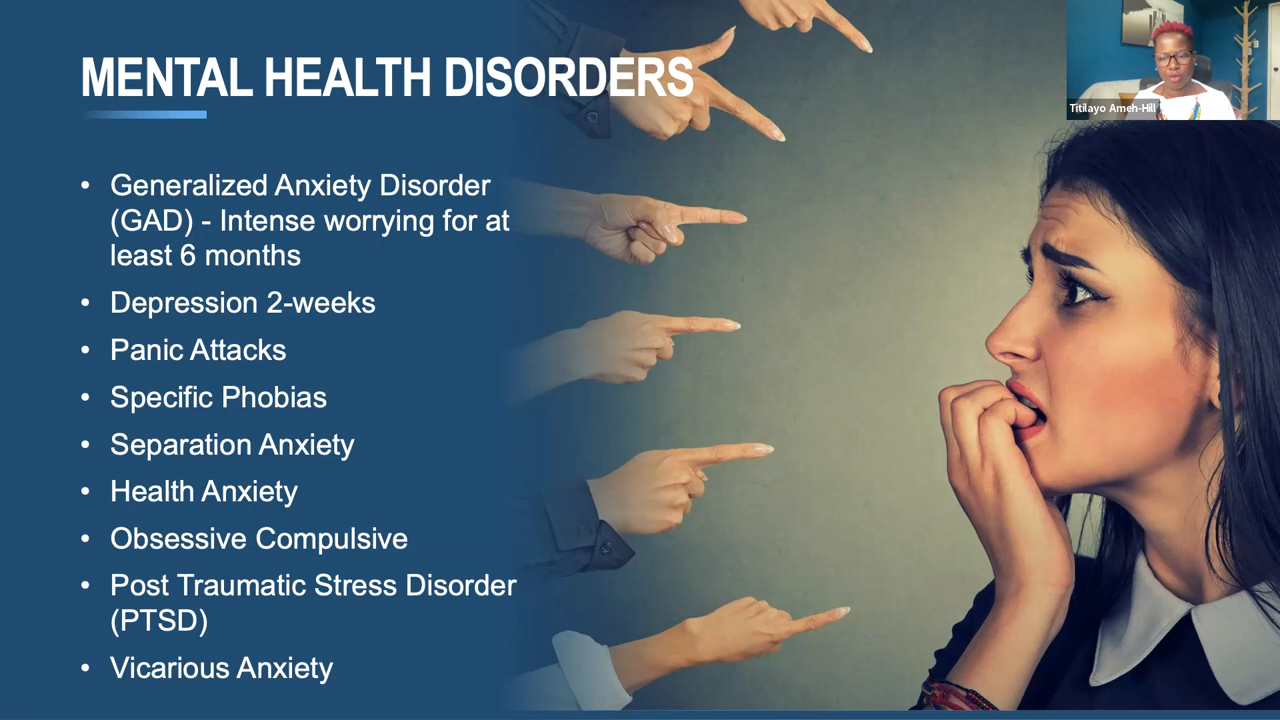 MENTAL HEALTH DISORDERS
• Generalized Anxiety Disorder
(GAD) - Intense worrying for at
least 6 months
• Depression 2-weeks
• Panic Attacks
• Specific Phobias
• Separation Anxiety
• Health Anxiety
• Obsessive Compulsive
• Post Traumatic Stress Disorder
(PTSD)
• Vicarious Anxiety
Titilayo Ameh-Hill